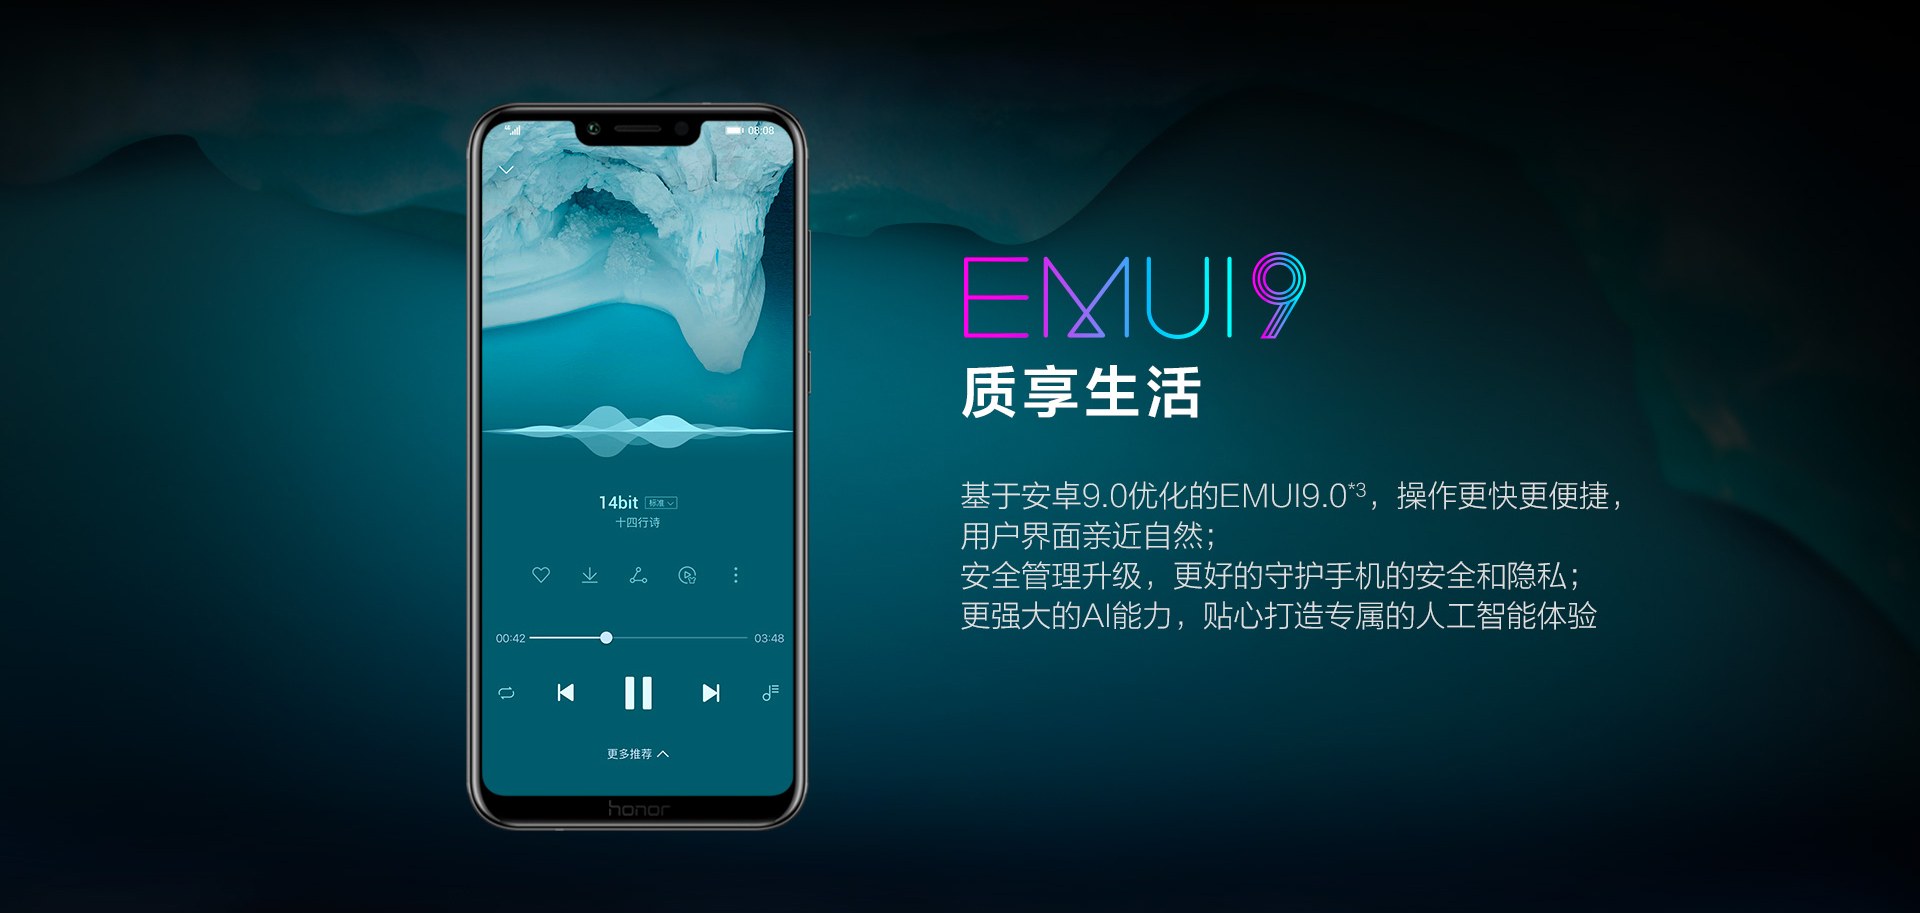 4G
08:08
14bit 标准
十四行诗
00:42
03:48
更多推荐
honor
EMUI9
质享生活
基于安卓9.0优化的EMUI9.0*3，操作更快更便捷，
用户界面亲近自然；
安全管理升级，更好的守护手机的安全和隐私；
更强大的AI能力，贴心打造专属的人工智能体验